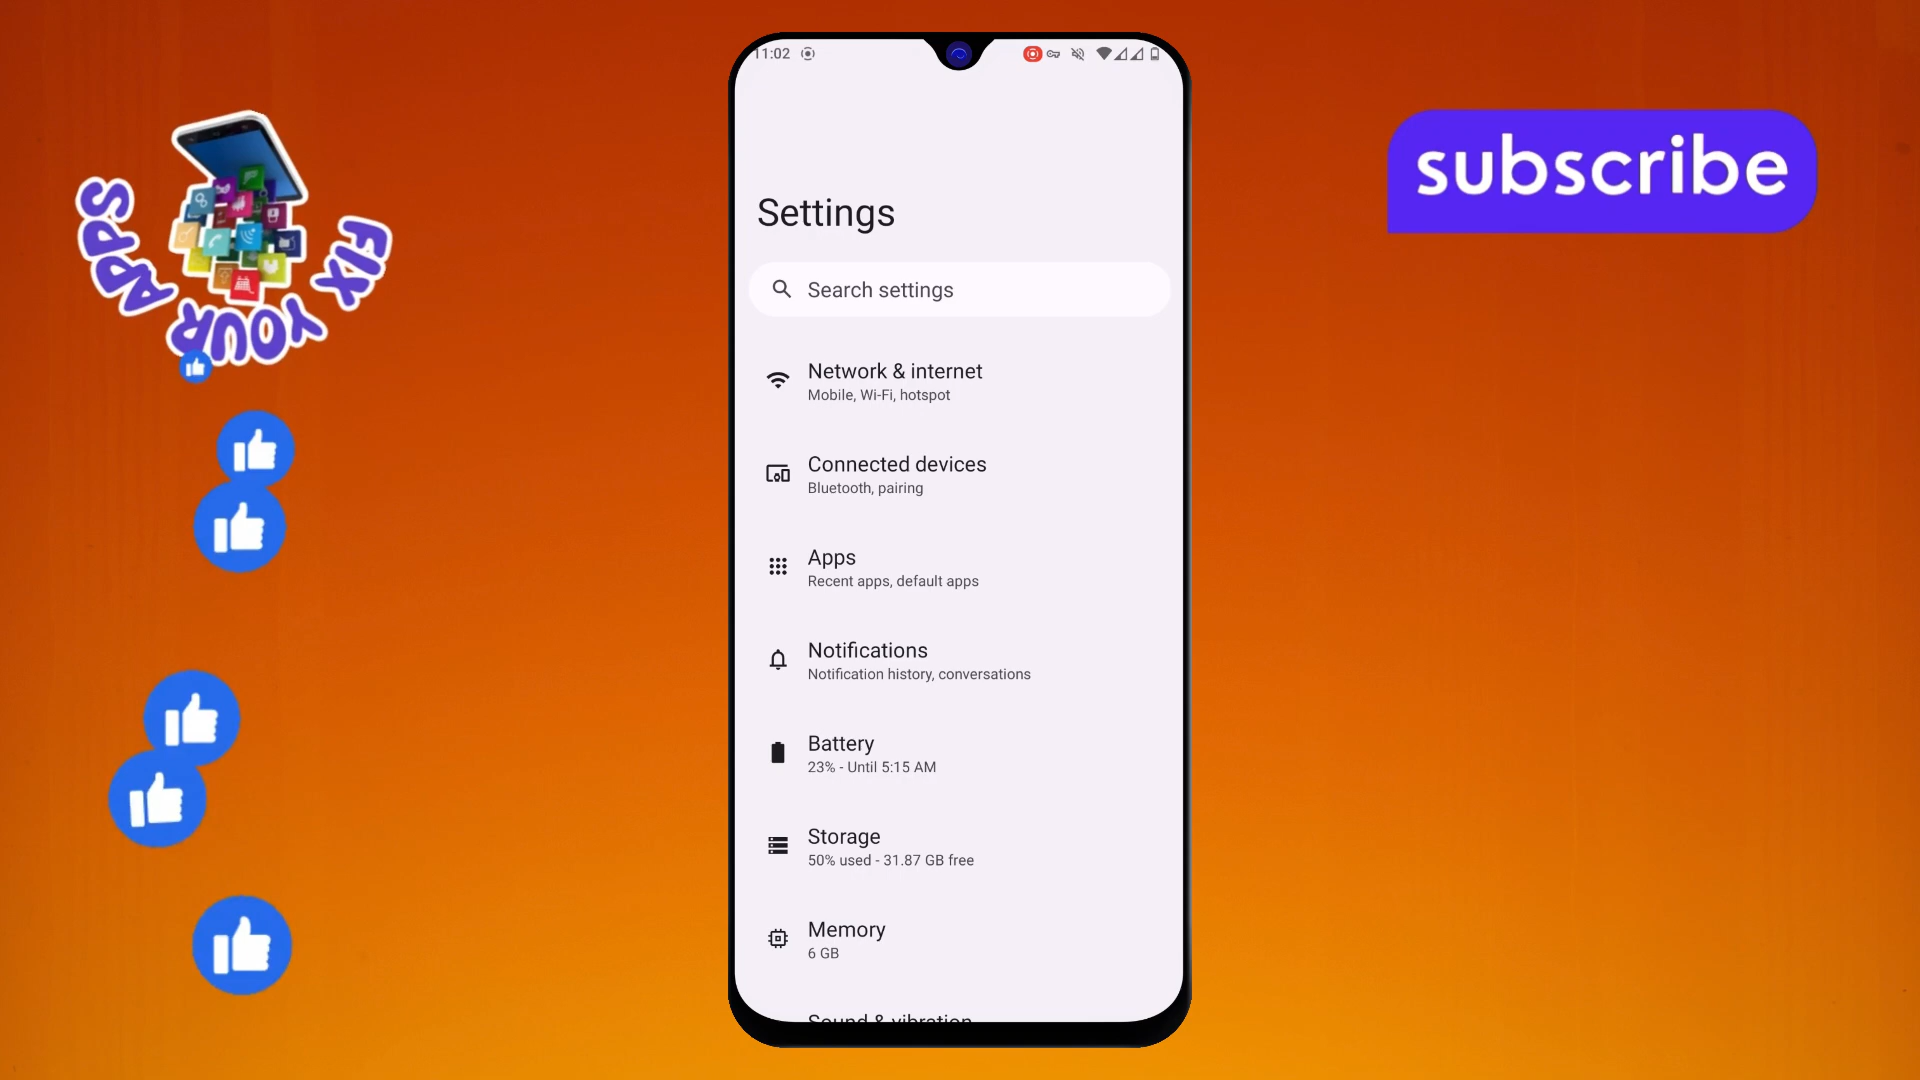 11:02
FIX YOUR APPS
subscribe
Settings
Search settings
Network & internet
Mobile, Wi-Fi, hotspot
Connected devices
Bluetooth, pairing
Apps
Recent apps, default apps
Notifications
Notification history, conversations
Battery
23% - Until 5:15 AM
Storage
50% used - 31.87 GB free
Memory
6 GB
Sound & vibration